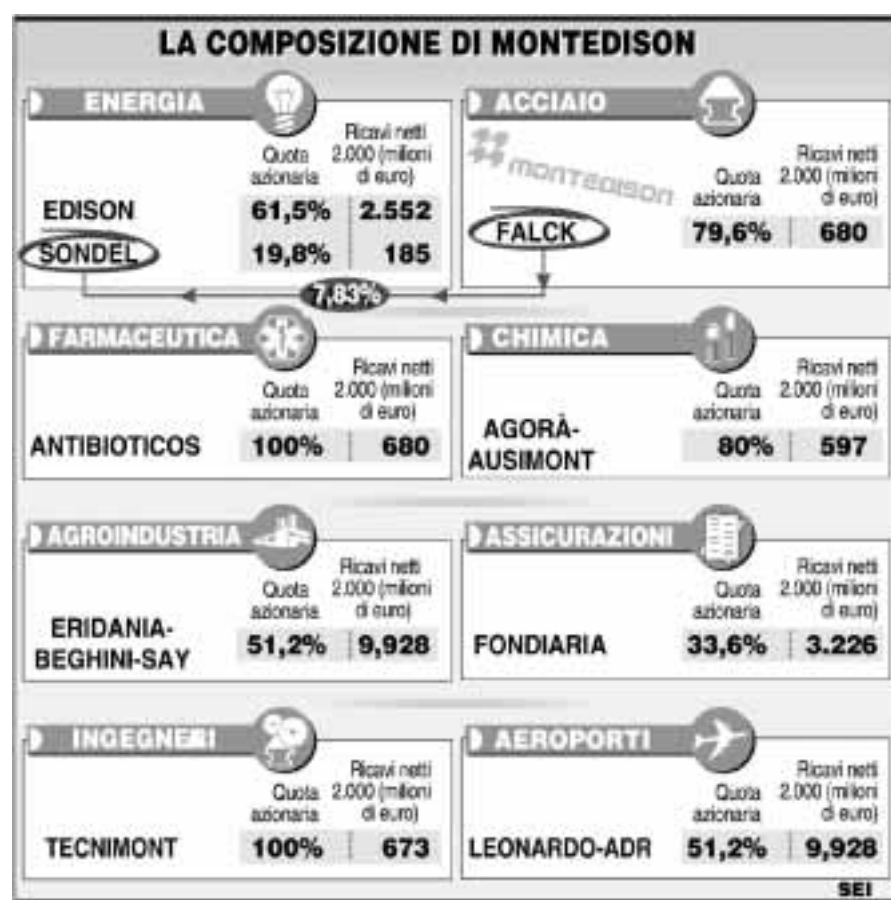 LA COMPOSIZIONE DI MONTEDISON
ENERGIA
Quota azionaria
Ricavi netti 2.000 (milioni di euro)
EDISON 61,5% 2.552
SONDEL 19,8% 185
7,83%
ACCIAIO
MONTEDISON
Quota azionaria
Ricavi netti 2.000 (milioni di euro)
FALCK 79,6% 680
FARMACEUTICA
Quota azionaria
Ricavi netti 2.000 (milioni di euro)
ANTIBIOTICOS 100% 680
CHIMICA
Quota azionaria
Ricavi netti 2.000 (milioni di euro)
AGORÀ-
AUSIMONT 80% 597
AGROINDUSTRIA
Quota azionaria
Ricavi netti 2.000 (milioni di euro)
ERIDANIA-
BEGHINI-SAY 51,2% 9,928
ASSICURAZIONI
Quota azionaria
Ricavi netti 2.000 (milioni di euro)
FONDIARIA 33,6% 3.226
INGEGNERI
Quota azionaria
Ricavi netti 2.000 (milioni di euro)
TECNIMONT 100% 673
AEROPORTI
Quota azionaria
Ricavi netti 2.000 (milioni di euro)
LEONARDO-ADR 51,2% 9,928
SEI